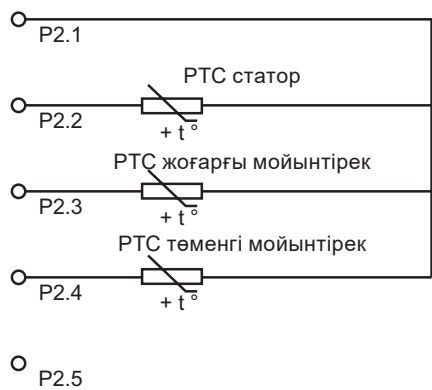 P2.1
PTC статор
P2.2
+ t °
PTC жоғарғы мойынтірек
P2.3
+ t °
PTC төменгі мойынтірек
P2.4
+ t °
P2.5